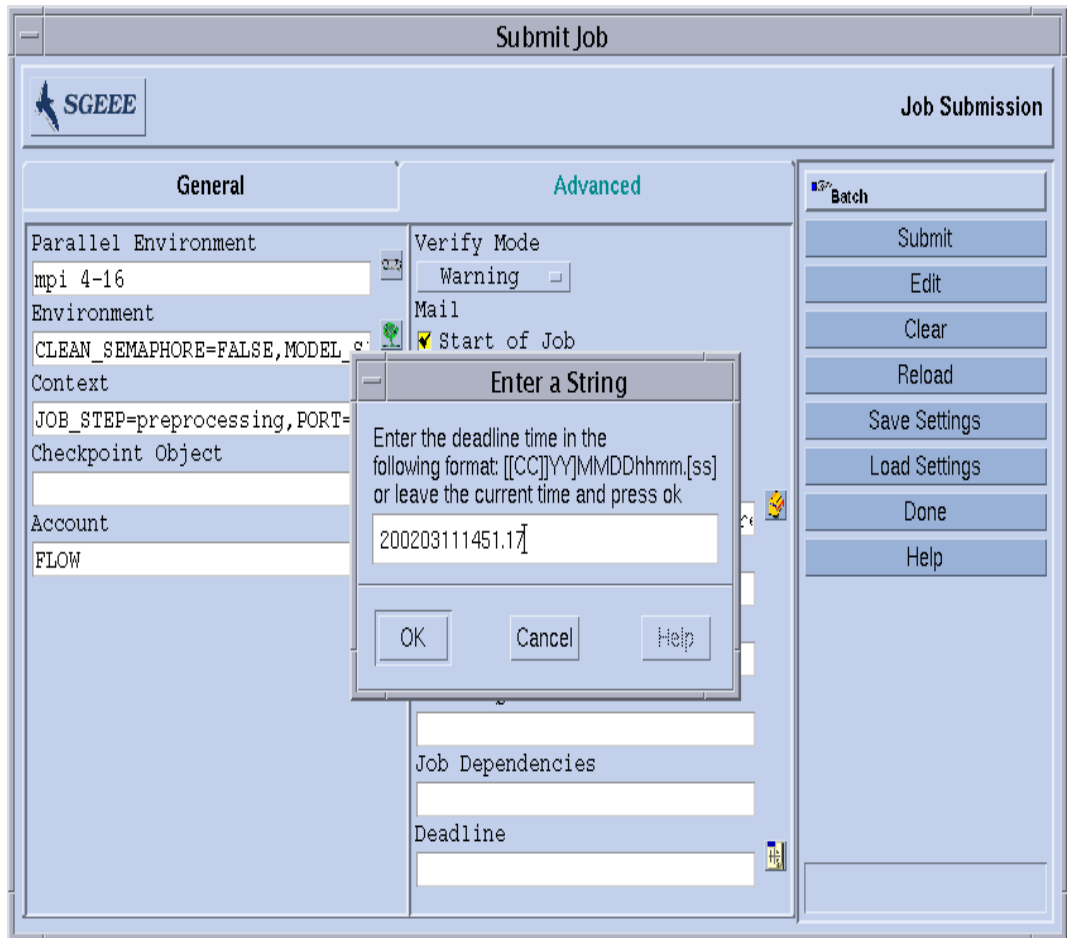 Submit Job
SGEEE
Job Submission
General
Advanced
Batch
Parallel Environment
mpi 4-16
Environment
CLEAN_SEMAPHORE=FALSE,
Context
JOB_STEP=preprocessing,PORT=
Checkpoint Object
Account
FLOW
Verify Mode
Warning
Mail
Start of Job
Enter a String
Enter the deadline time in the
following format: [[CC]]YY]MMDDhhmm.[ss]
or leave the current time and press ok
200203111451.17
OK
Cancel
Help
Job Dependencies
Deadline
Submit
Edit
Clear
Reload
Save Settings
Load Settings
Done
Help